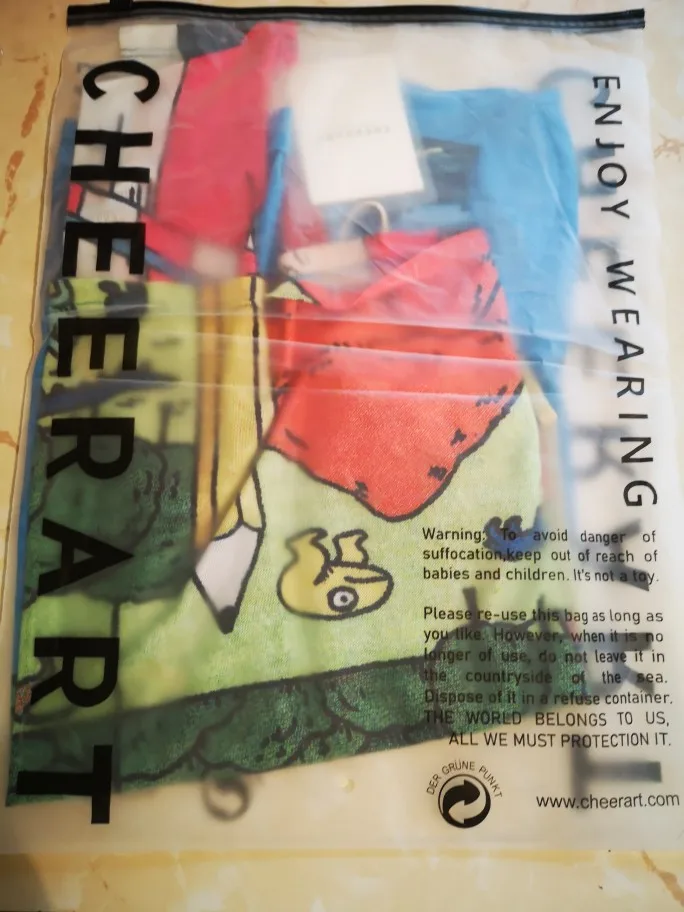 CHEERART
ENJOY WEARING
Warning: To avoid danger of
suffocation,keep out of reach of
babies and children. It's not a toy.
Please re-use this bag as long as
you like. However, when it is no
longer of use, do not leave it in
the countryside of the sea.
Dispose of it in a refuse container.
THE WORLD BELONGS TO US,
ALL WE MUST PROTECTION IT.
DER GRÜNE PUNKT
www.cheerart.com